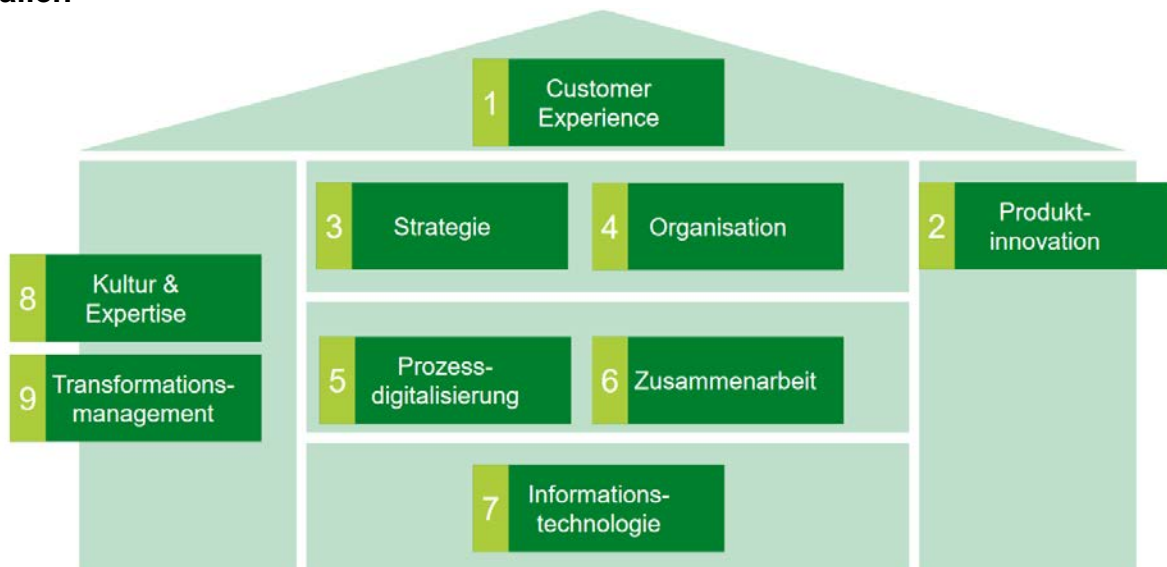 1
Customer
Experience
3
Strategie
4
Organisation
2
Produkt-
innovation
8
Kultur &
Expertise
5
Prozess-
digitalisierung
6
Zusammenarbeit
9
Transformations-
management
7
Informations-
technologie